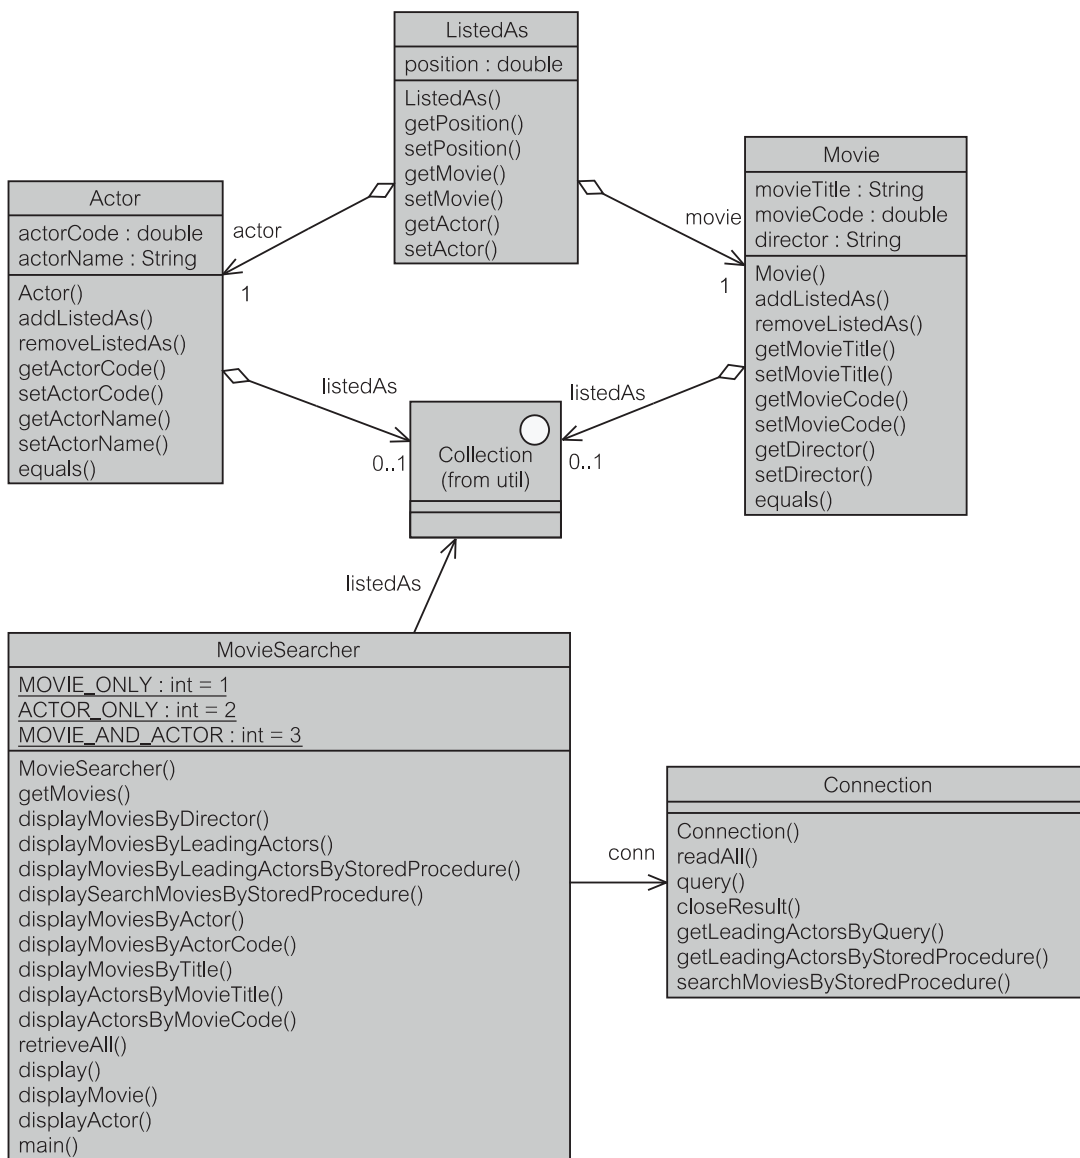 ListedAs
position : double
ListedAs()
getPosition()
setPosition()
getMovie()
setMovie()
getActor()
setActor()
Actor
actorCode : double
actorName : String
Actor()
addListedAs()
removeListedAs()
getActorCode()
setActorCode()
getActorName()
setActorName()
equals()
actor
1
Movie
movieTitle : String
movieCode : double
director : String
Movie()
addListedAs()
removeListedAs()
getMovieTitle()
setMovieTitle()
getMovieCode()
setMovieCode()
getDirector()
setDirector()
equals()
movie
1
listedAs
0..1
listedAs
0..1
Collection
(from util)
listedAs
MovieSearcher
MOVIE_ONLY : int = 1
ACTOR_ONLY : int = 2
MOVIE_AND_ACTOR : int = 3
MovieSearcher()
getMovies()
displayMoviesByDirector()
displayMoviesByLeadingActors()
displayMoviesByLeadingActorsByStoredProcedure()
displaySearchMoviesByStoredProcedure()
displayMoviesByActor()
displayMoviesByActorCode()
displayMoviesByTitle()
displayActorsByMovieTitle()
displayActorsByMovieCode()
retrieveAll()
display()
displayMovie()
displayActor()
main()
conn
Connection
Connection()
readAll()
query()
closeResult()
getLeadingActorsByQuery()
getLeadingActorsByStoredProcedure()
searchMoviesByStoredProcedure()